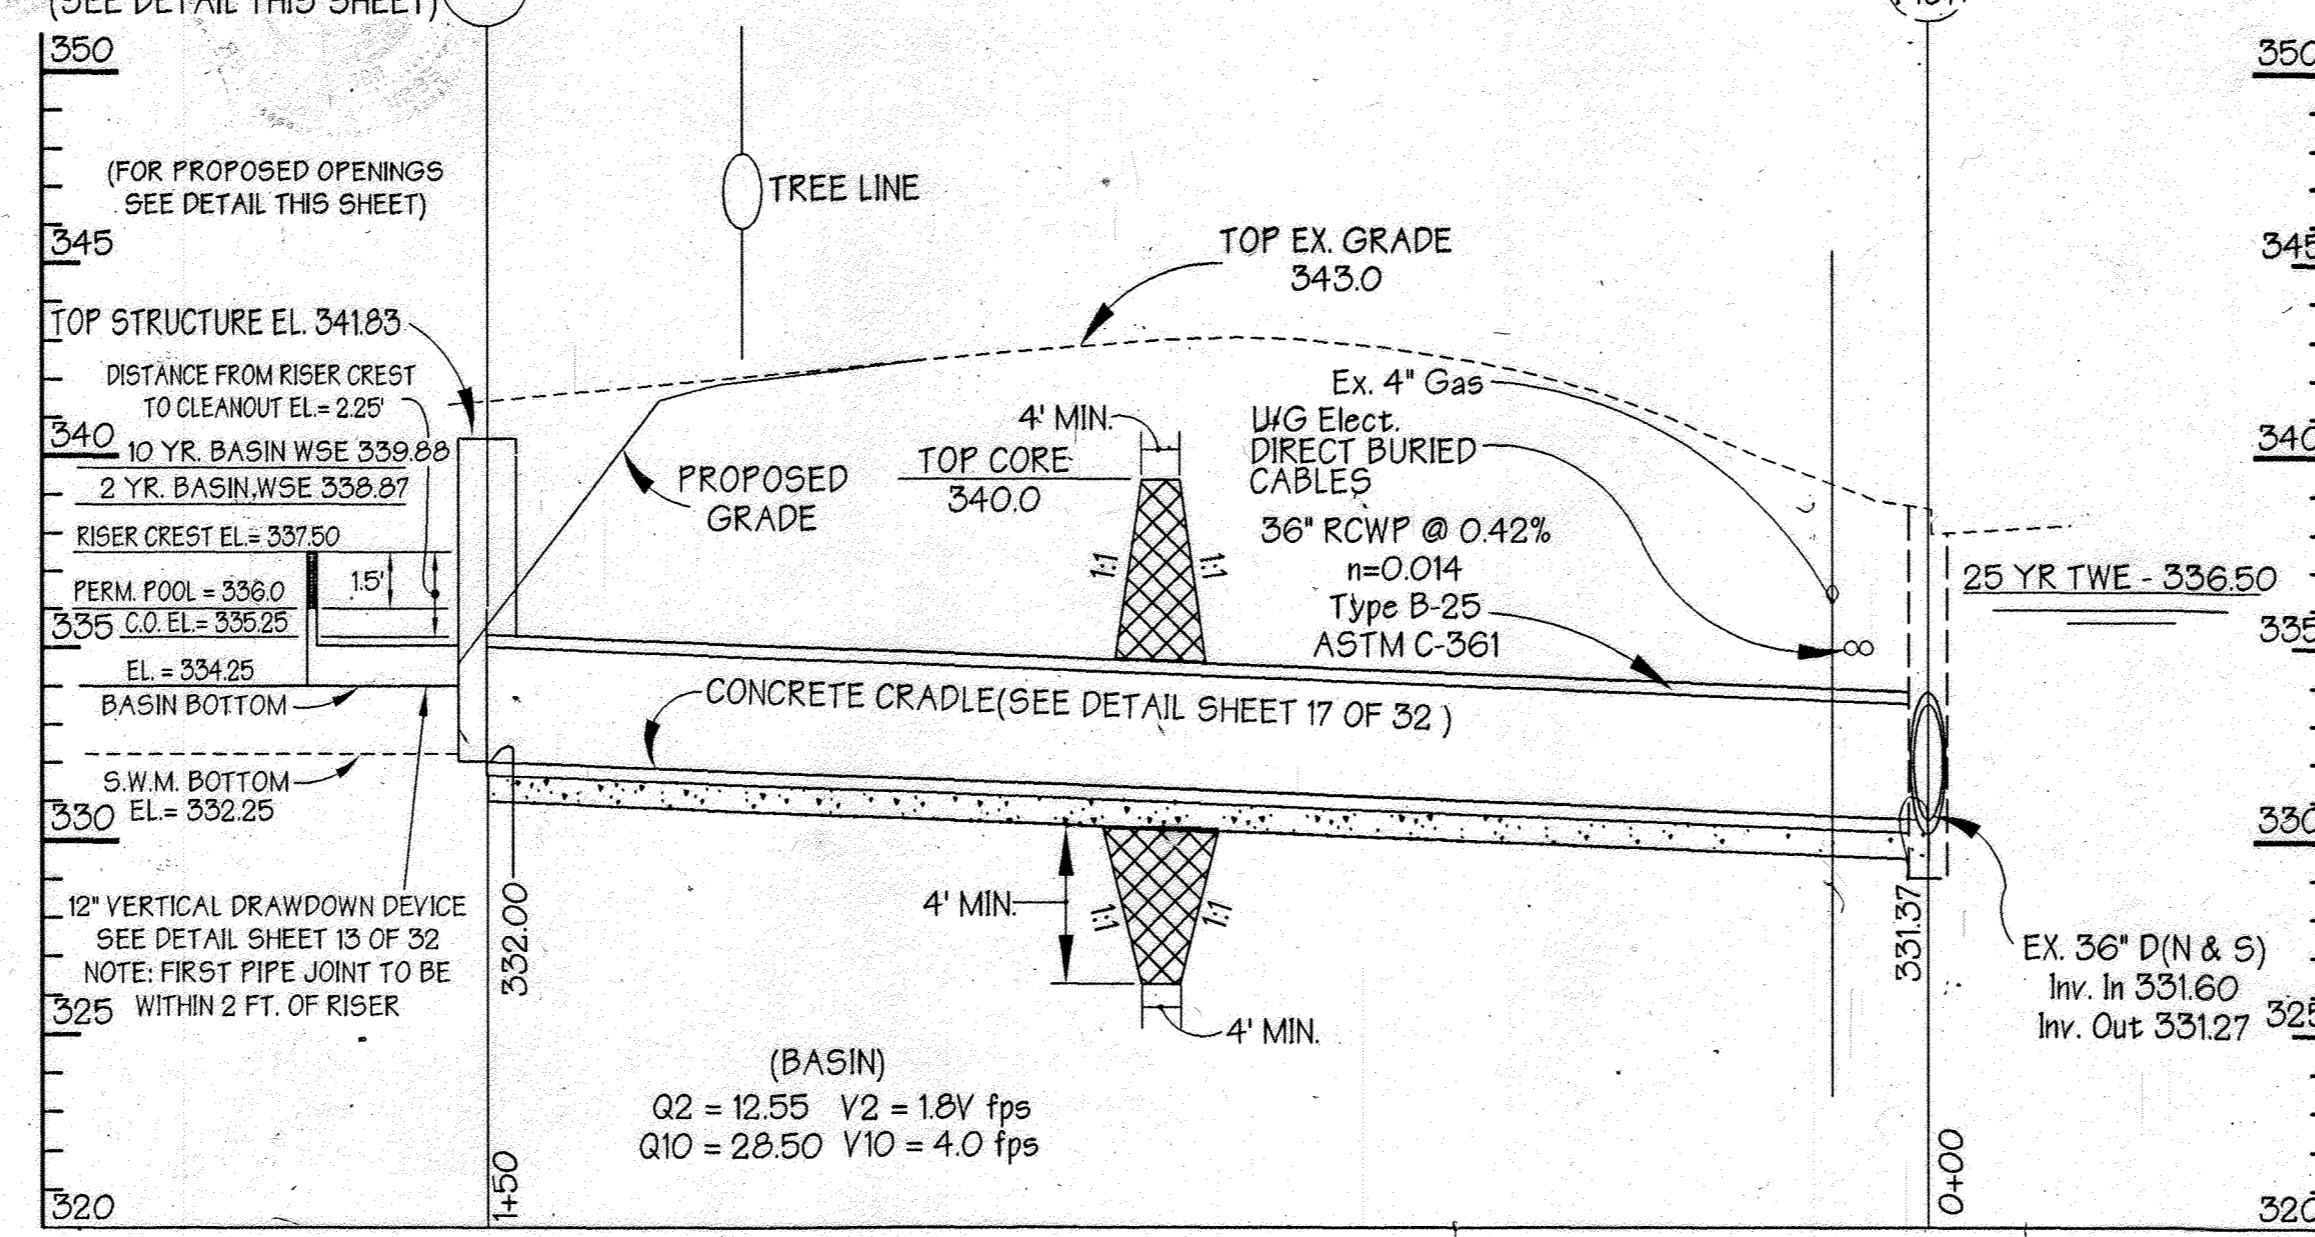 (SEE DETAIL THIS SHEET)
350
350
(FOR PROPOSED OPENINGS
SEE DETAIL THIS SHEET)
TREE LINE
345
345
TOP EX. GRADE
343.0
TOP STRUCTURE EL. 341.83
DISTANCE FROM RISER CREST
TO CLEANOUT EL.= 2.25'
340
340
10 YR. BASIN WSE 339.88
2 YR. BASIN WSE 338.87
RISER CREST EL.= 337.50
PERM. POOL = 336.0
1.5'
335
335
C.O. EL.= 335.25
EL. = 334.25
BASIN BOTTOM
S.W.M. BOTTOM
EL.= 332.25
330
330
PROPOSED
GRADE
4' MIN.
TOP CORE
340.0
1:1
1:1
Ex. 4" Gas
U/G Elect.
DIRECT BURIED
CABLES
36" RCWP @ 0.42%
n=0.014
Type B-25
ASTM C-361
25 YR TWE - 336.50
CONCRETE CRADLE(SEE DETAIL SHEET 17 OF 32 )
12" VERTICAL DRAWDOWN DEVICE
SEE DETAIL SHEET 13 OF 32
NOTE: FIRST PIPE JOINT TO BE
WITHIN 2 FT. OF RISER
325
325
332.00
4' MIN.
1:1
1:1
4' MIN.
331.37
EX. 36" D(N & S)
Inv. In 331.60
Inv. Out 331.27
(BASIN)
Q2 = 12.55 V2 = 1.8V fps
Q10 = 28.50 V10 = 4.0 fps
1+50
0+00
320
320